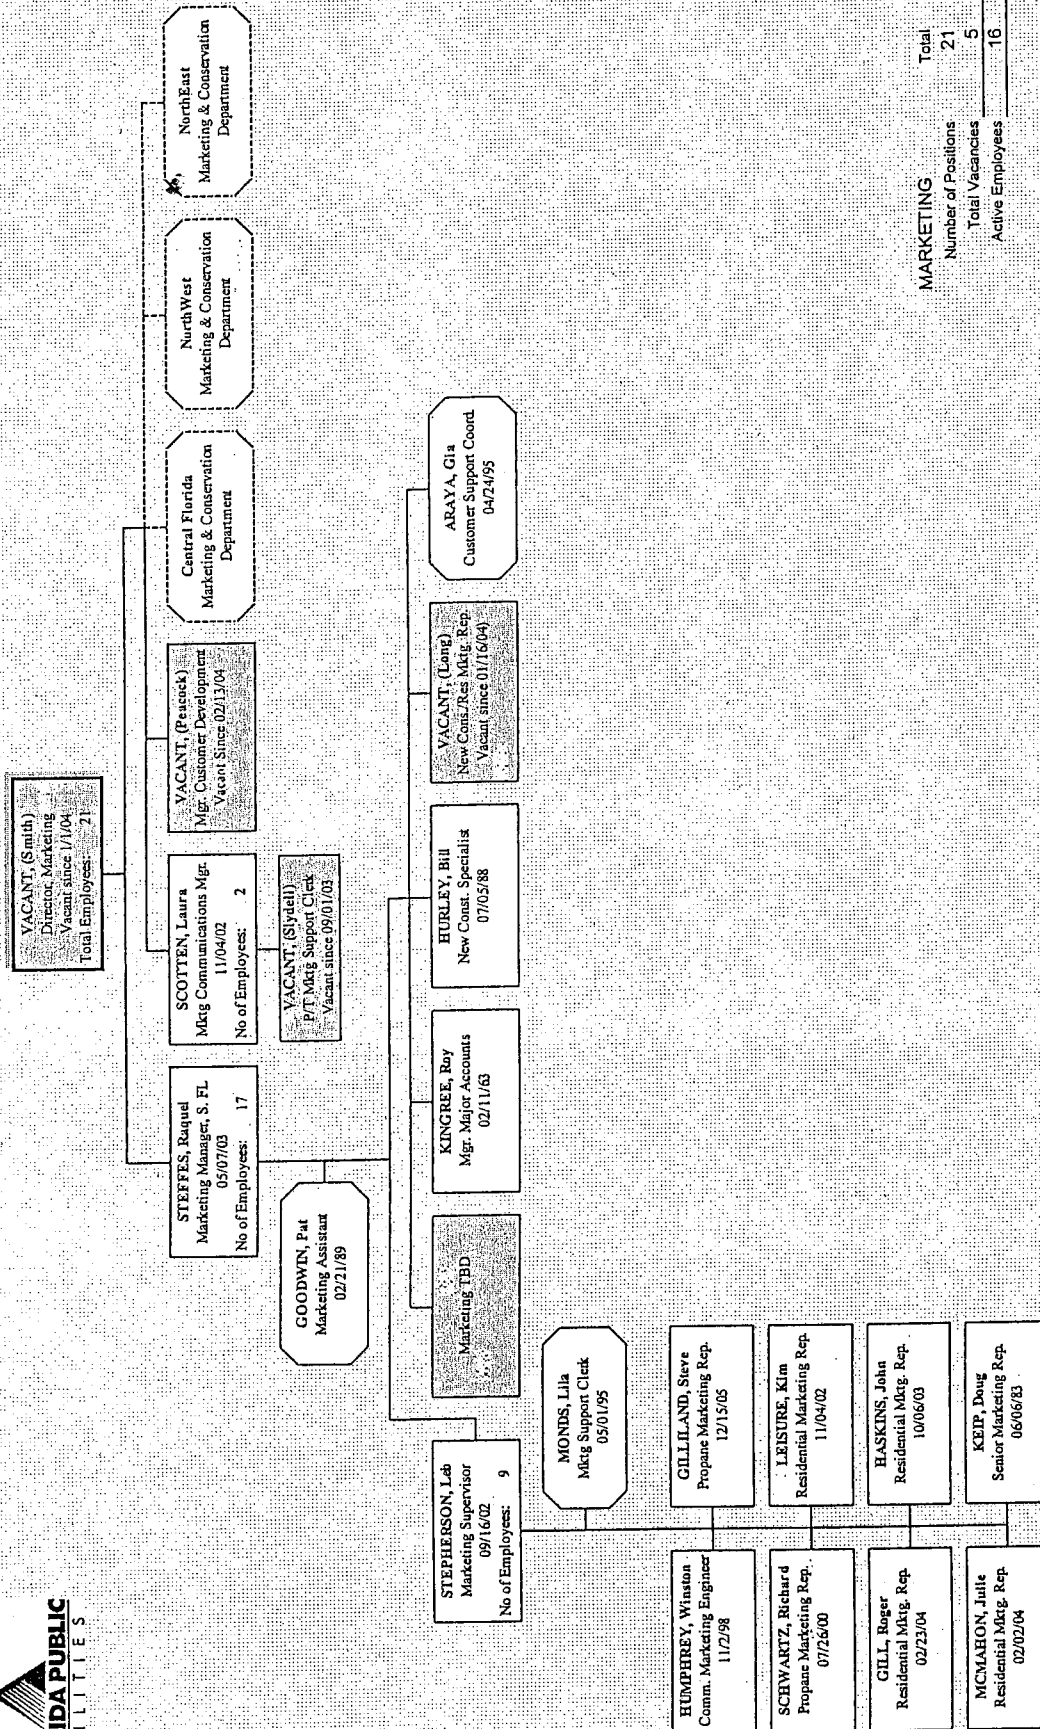 IDA PUBLIC
ILITIES
VACANT, (Smith)
Director, Marketing
Vacant since 1/1/04
Total Employees: 21
STEFFES, Raquel
Marketing Manager, S. FL
05/07/03
No of Employees: 17
SCOTTEN, Laura
Mktg Communications Mgr.
11/04/02
No of Employees: 2
VACANT, (Peacock)
Mgr. Customer Development
Vacant Since 02/13/04
Central Florida
Marketing & Conservation
Department
NorthWest
Marketing & Conservation
Department
NorthEast
Marketing & Conservation
Department
VACANT, (Slydell)
P/T Mktg Support Clerk
Vacant since 09/01/03
GOODWIN, Pat
Marketing Assistant
02/21/89
STEPHERSON, Leb
Marketing Supervisor
09/16/02
No of Employees: 9
Marketing TBD
KINGREE, Roy
Mgr. Major Accounts
02/11/63
HURLEY, Bill
New Const. Specialist
07/05/88
VACANT, (Long)
New Cons./Res Mktg. Rep.
Vacant since 01/16/04)
ARAYA, Gia
Customer Support Coord.
04/24/95
MONDS, Lila
Mktg Support Clerk
05/01/95
HUMPHREY, Winston
Comm. Marketing Engineer
11/2/98
GILLILAND, Steve
Propane Marketing Rep.
12/15/05
SCHWARTZ, Richard
Propane Marketing Rep.
07/26/00
LEISURE, Kim
Residential Marketing Rep.
11/04/02
GILL, Roger
Residential Mktg. Rep.
02/23/04
HASKINS, John
Residential Mktg. Rep.
10/06/03
MCMAHON, Julie
Residential Mktg. Rep.
02/02/04
KEIP, Doug
Senior Marketing Rep.
06/06/83
MARKETING Total
Number of Positions 21
Total Vacancies 5
Active Employees 16